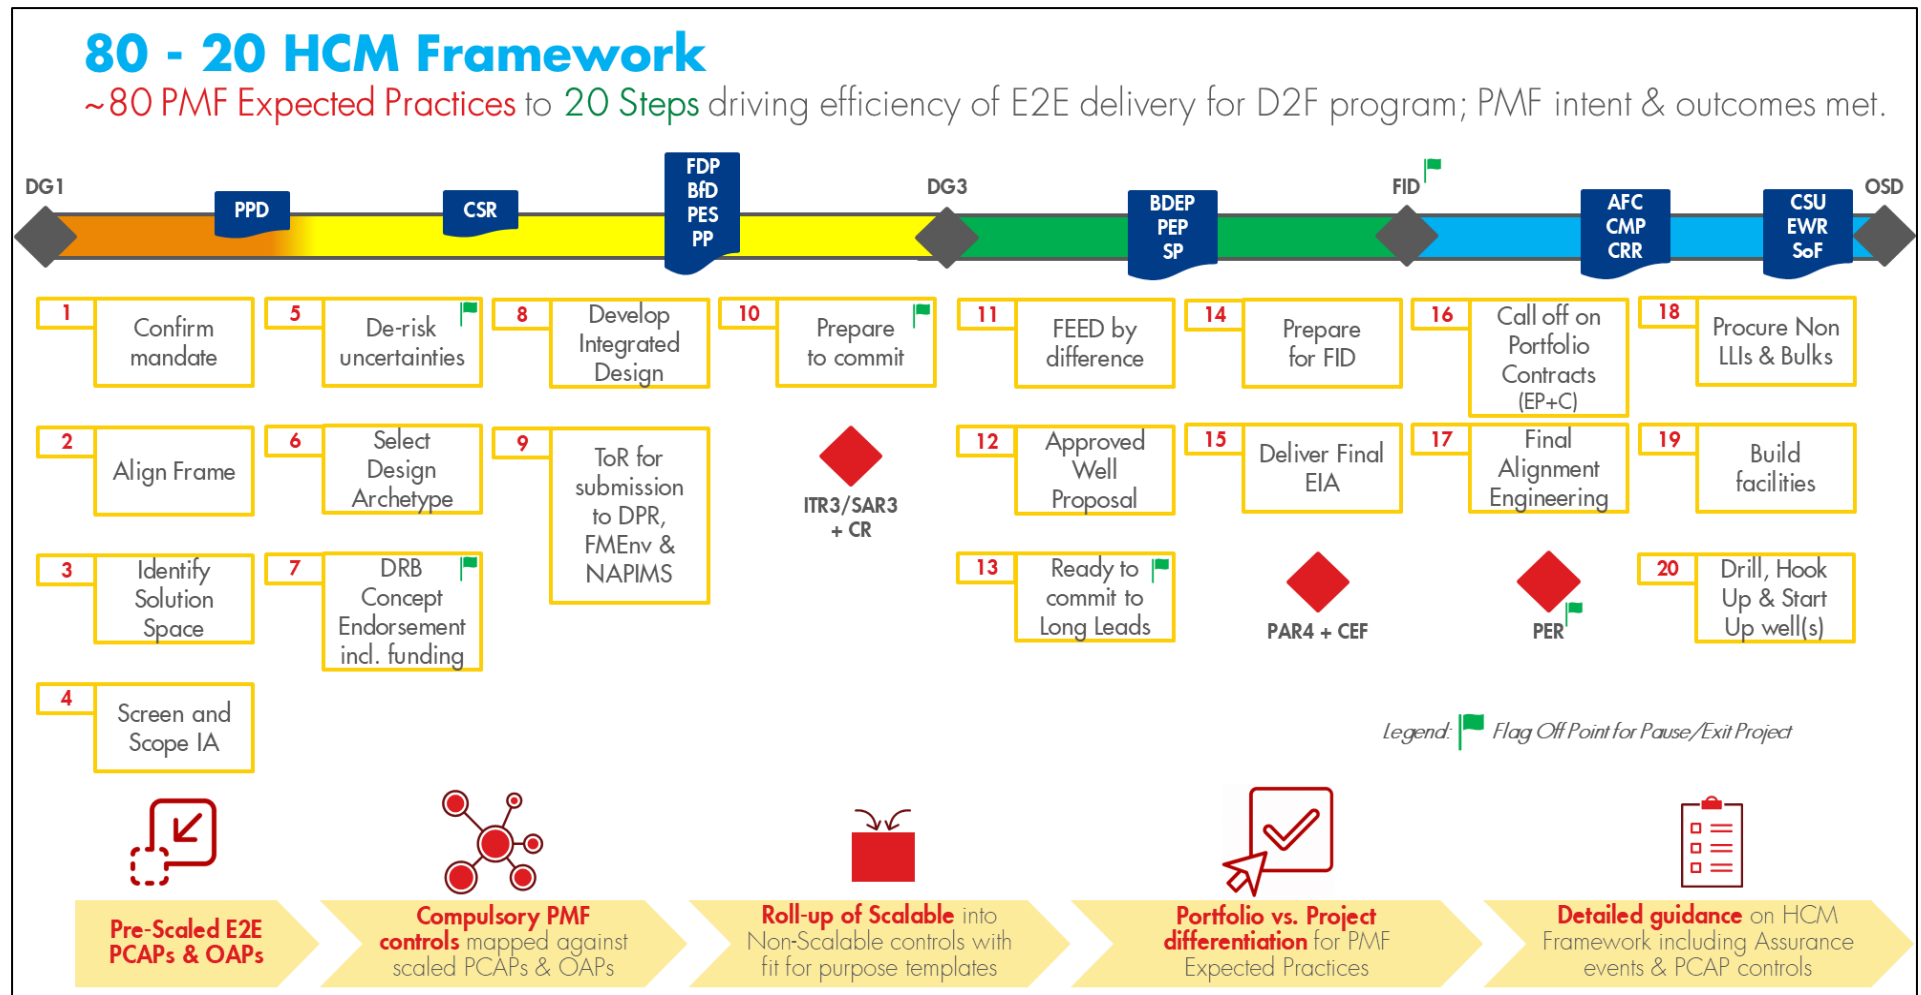 80 - 20 HCM Framework
~80 PMF Expected Practices to 20 Steps driving efficiency of E2E delivery for D2F program; PMF intent & outcomes met.
DG1
PPD
CSR
FDP
BfD
PES
PP
DG3
BDEP
PEP
SP
FID
AFC
CMP
CRR
CSU
EWR
SoF
OSD
1
Confirm
mandate
2
Align Frame
3
Identify
Solution
Space
4
Screen and
Scope IA
5
De-risk
uncertainties
6
Select
Design
Archetype
7
DRB
Concept
Endorsement
incl. funding
8
Develop
Integrated
Design
9
ToR for
submission
to DPR,
FMEnv &
NAPIMS
10
Prepare
to commit
ITR3/SAR3
+ CR
11
FEED by
difference
12
Approved
Well
Proposal
13
Ready to
commit to
Long Leads
14
Prepare
for FID
15
Deliver Final
EIA
PAR4 + CEF
16
Call off on
Portfolio
Contracts
(EP+C)
17
Final
Alignment
Engineering
PER
18
Procure Non
LLIs & Bulks
19
Build
facilities
20
Drill, Hook
Up & Start
Up well(s)
Legend: Flag Off Point for Pause/Exit Project
Pre-Scaled E2E
PCAPs & OAPs
Compulsory PMF
controls mapped against
scaled PCAPs & OAPs
Roll-up of Scalable into
Non-Scalable controls with
fit for purpose templates
Portfolio vs. Project
differentiation for PMF
Expected Practices
Detailed guidance on HCM
Framework including Assurance
events & PCAP controls